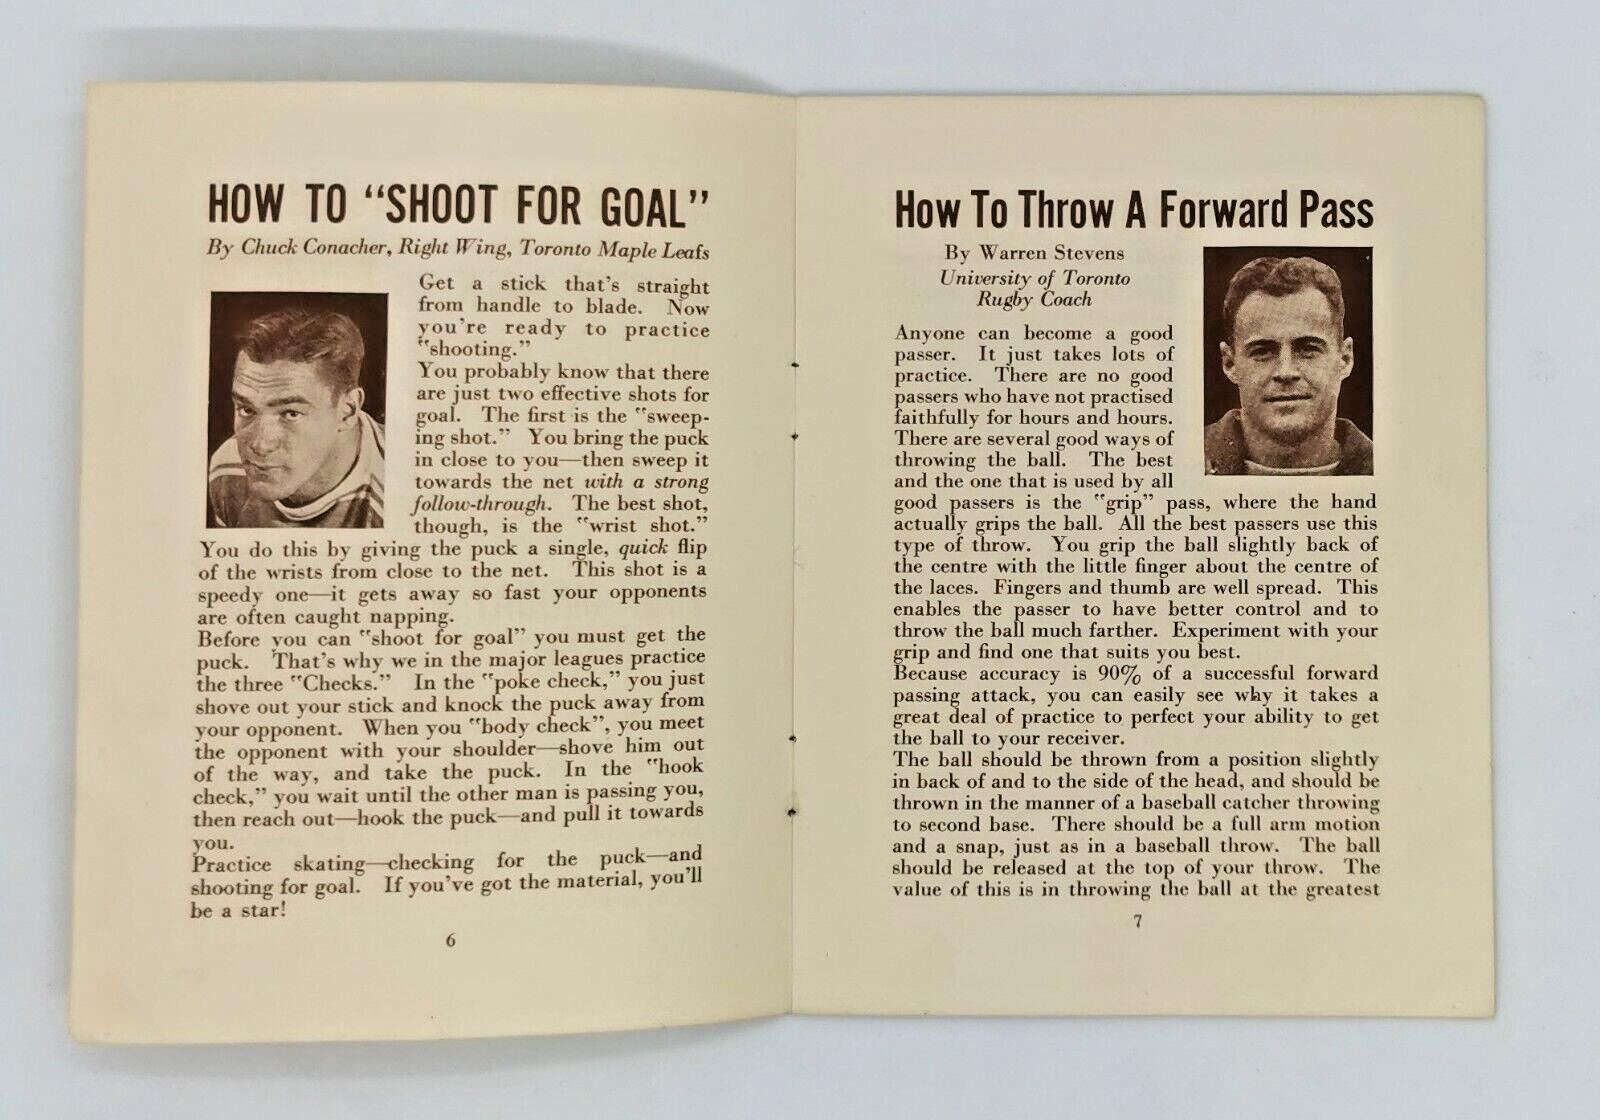 HOW TO "SHOOT FOR GOAL"
By Chuck Conacher, Right Wing, Toronto Maple Leafs
Get a stick that's straight
from handle to blade. Now
you're ready to practice
"shooting."
You probably know that there
are just two effective shots for
goal. The first is the "sweep-
ing shot." You bring the puck
in close to you—then sweep it
towards the net with a strong
follow-through. The best shot,
though, is the "wrist shot."
You do this by giving the puck a single, quick flip
of the wrists from close to the net. This shot is a
speedy one—it gets away so fast your opponents
are often caught napping.
Before you can "shoot for goal" you must get the
puck. That's why we in the major leagues practice
the three "Checks." In the "poke check," you just
shove out your stick and knock the puck away from
your opponent. When you "body check", you meet
the opponent with your shoulder—shove him out
of the way, and take the puck. In the "hook
check," you wait until the other man is passing you,
then reach out—hook the puck—and pull it towards
you.
Practice skating—checking for the puck—and
shooting for goal. If you've got the material, you'll
be a star!
6
How To Throw A Forward Pass
By Warren Stevens
University of Toronto
Rugby Coach
Anyone can become a good
passer. It just takes lots of
practice. There are no good
passers who have not practised
faithfully for hours and hours.
There are several good ways of
throwing the ball. The best
and the one that is used by all
good passers is the "grip" pass, where the hand
actually grips the ball. All the best passers use this
type of throw. You grip the ball slightly back of
the centre with the little finger about the centre of
the laces. Fingers and thumb are well spread. This
enables the passer to have better control and to
throw the ball much farther. Experiment with your
grip and find one that suits you best.
Because accuracy is 90% of a successful forward
passing attack, you can easily see why it takes a
great deal of practice to perfect your ability to get
the ball to your receiver.
The ball should be thrown from a position slightly
in back of and to the side of the head, and should be
thrown in the manner of a baseball catcher throwing
to second base. There should be a full arm motion
and a snap, just as in a baseball throw. The ball
should be released at the top of your throw. The
value of this is in throwing the ball at the greatest
7